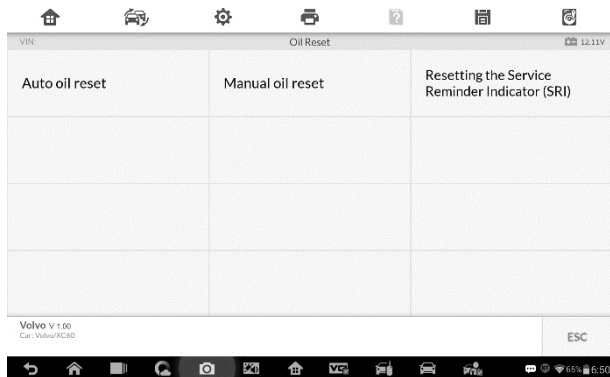 VIN:
Oil Reset
12.11V
Auto oil reset
Manual oil reset
Resetting the Service
Reminder Indicator (SRI)
Volvo V 1.00
Car: Volvo/XC60
ESC
65% 6:50